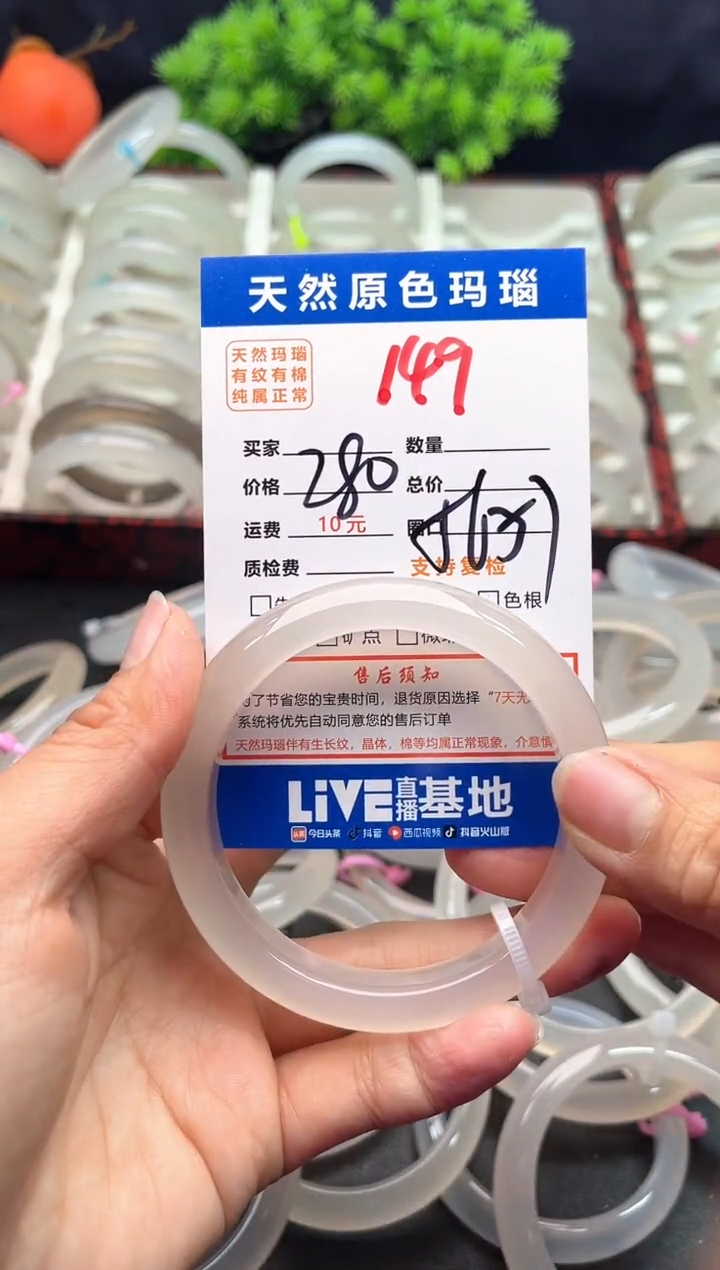 天然原色玛瑙
天然玛瑙
有纹有棉
纯属正常
149
买家 数量
价格 280 总价
运费 10元
质检费 支持复检
色根
矿点
售后须知
了节省您的宝贵时间，退货原因选择 "7天无
系统将优先自动同意您的售后订单
天然玛瑙伴有生长纹，晶体，棉等均属正常现象，介意慎
LiVE直播基地
头条 今日头条 抖音 西瓜视频 抖音火山版